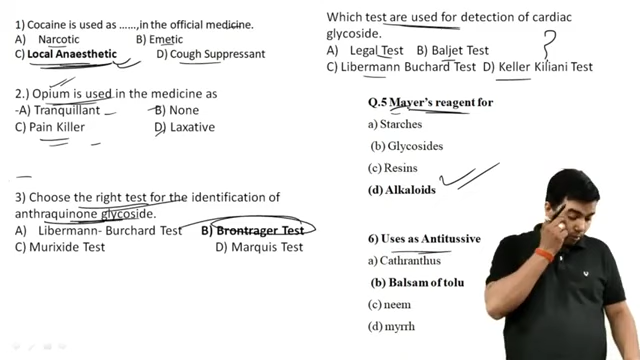 1) Cocaine is used as ......,in the official medicine.
A) Narcotic B) Emetic
C) Local Anaesthetic D) Cough Suppressant
2.) Opium is used in the medicine as
-A) Tranquillant B) None
C) Pain Killer D) Laxative
3) Choose the right test for the identification of
anthraquinone glycoside.
A) Libermann- Burchard Test B) Brontrager Test
C) Murixide Test D) Marquis Test
Which test are used for detection of cardiac
glycoside.
A) Legal Test B) Baljet Test
C) Libermann Buchard Test D) Keller Kiliani Test
?
Q.5 Mayer's reagent for
a) Starches
(b) Glycosides
(c) Resins
(d) Alkaloids
6) Uses as Antitussive
a) Cathranthus
(b) Balsam of tolu
(c) neem
(d) myrrh